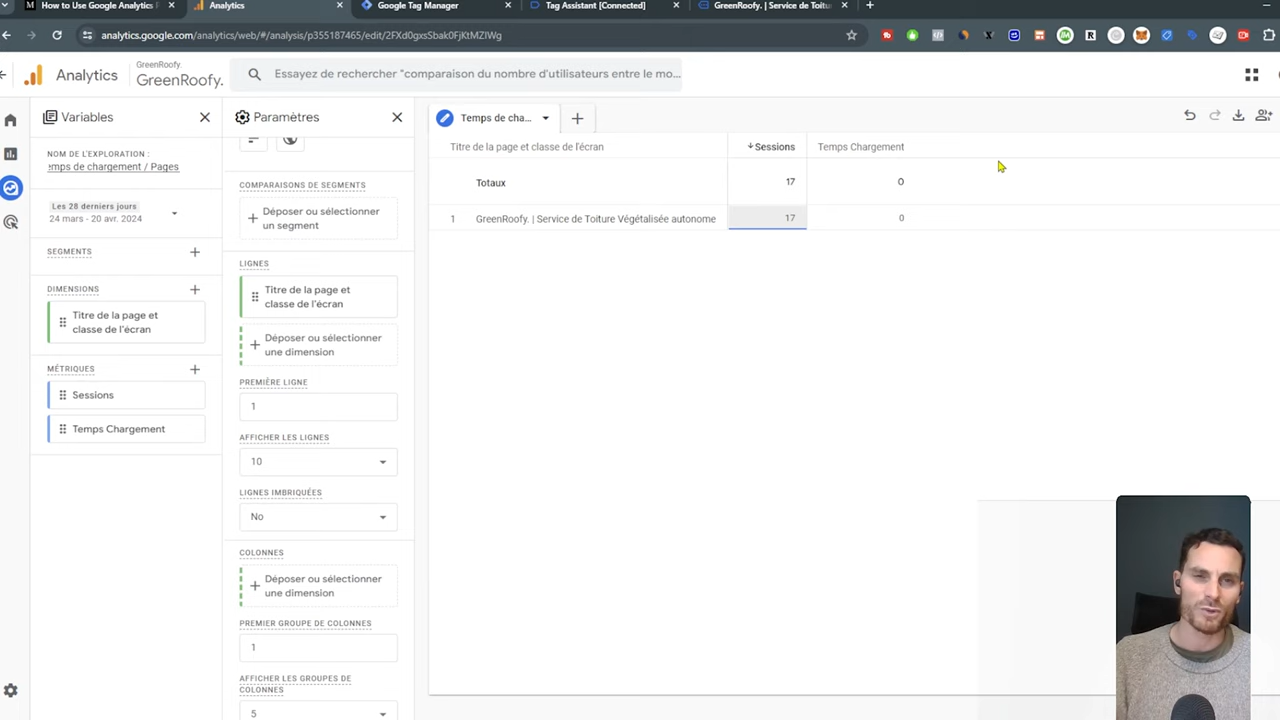 How to Use Google Analytics
Analytics
Google Tag Manager
Tag Assistant [Connected]
GreenRoofy. | Service de Toitur
analytics.google.com/analytics/web/#/analysis/p355187465/edit/2FXd0gxsSbak0FjKtMZIWg
Analytics
GreenRoofy.
GreenRoofy.
Essayez de rechercher "comparaison du nombre d'utilisateurs entre le mo...
Variables
NOM DE L'EXPLORATION :
mps de chargement / Pages
Les 28 derniers jours
24 mars - 20 avr. 2024
SEGMENTS
DIMENSIONS
Titre de la page et
classe de l'écran
MÉTRIQUES
Sessions
Temps Chargement
Paramètres
COMPARAISONS DE SEGMENTS
Déposer ou sélectionner
un segment
LIGNES
Titre de la page et
classe de l'écran
Déposer ou sélectionner
une dimension
PREMIÈRE LIGNE
1
AFFICHER LES LIGNES
10
LIGNES IMBRIQUÉES
No
COLONNES
Déposer ou sélectionner
une dimension
PREMIER GROUPE DE COLONNES
1
AFFICHER LES GROUPES DE
COLONNES
5
Temps de cha...
Titre de la page et classe de l'écran
Sessions
Temps Chargement
Totaux
17
0
1
GreenRoofy. | Service de Toiture Végétalisée autonome
17
0